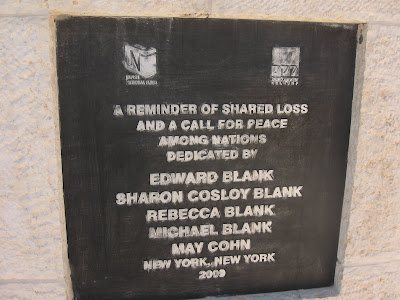 A REMINDER OF SHARED LOSS
AND A CALL FOR PEACE
AMONG NATIONS
DEDICATED BY
EDWARD BLANK
SHARON COSLOY BLANK
REBECCA BLANK
MICHAEL BLANK
MAY COHN
NEW YORK, NEW YORK
2009